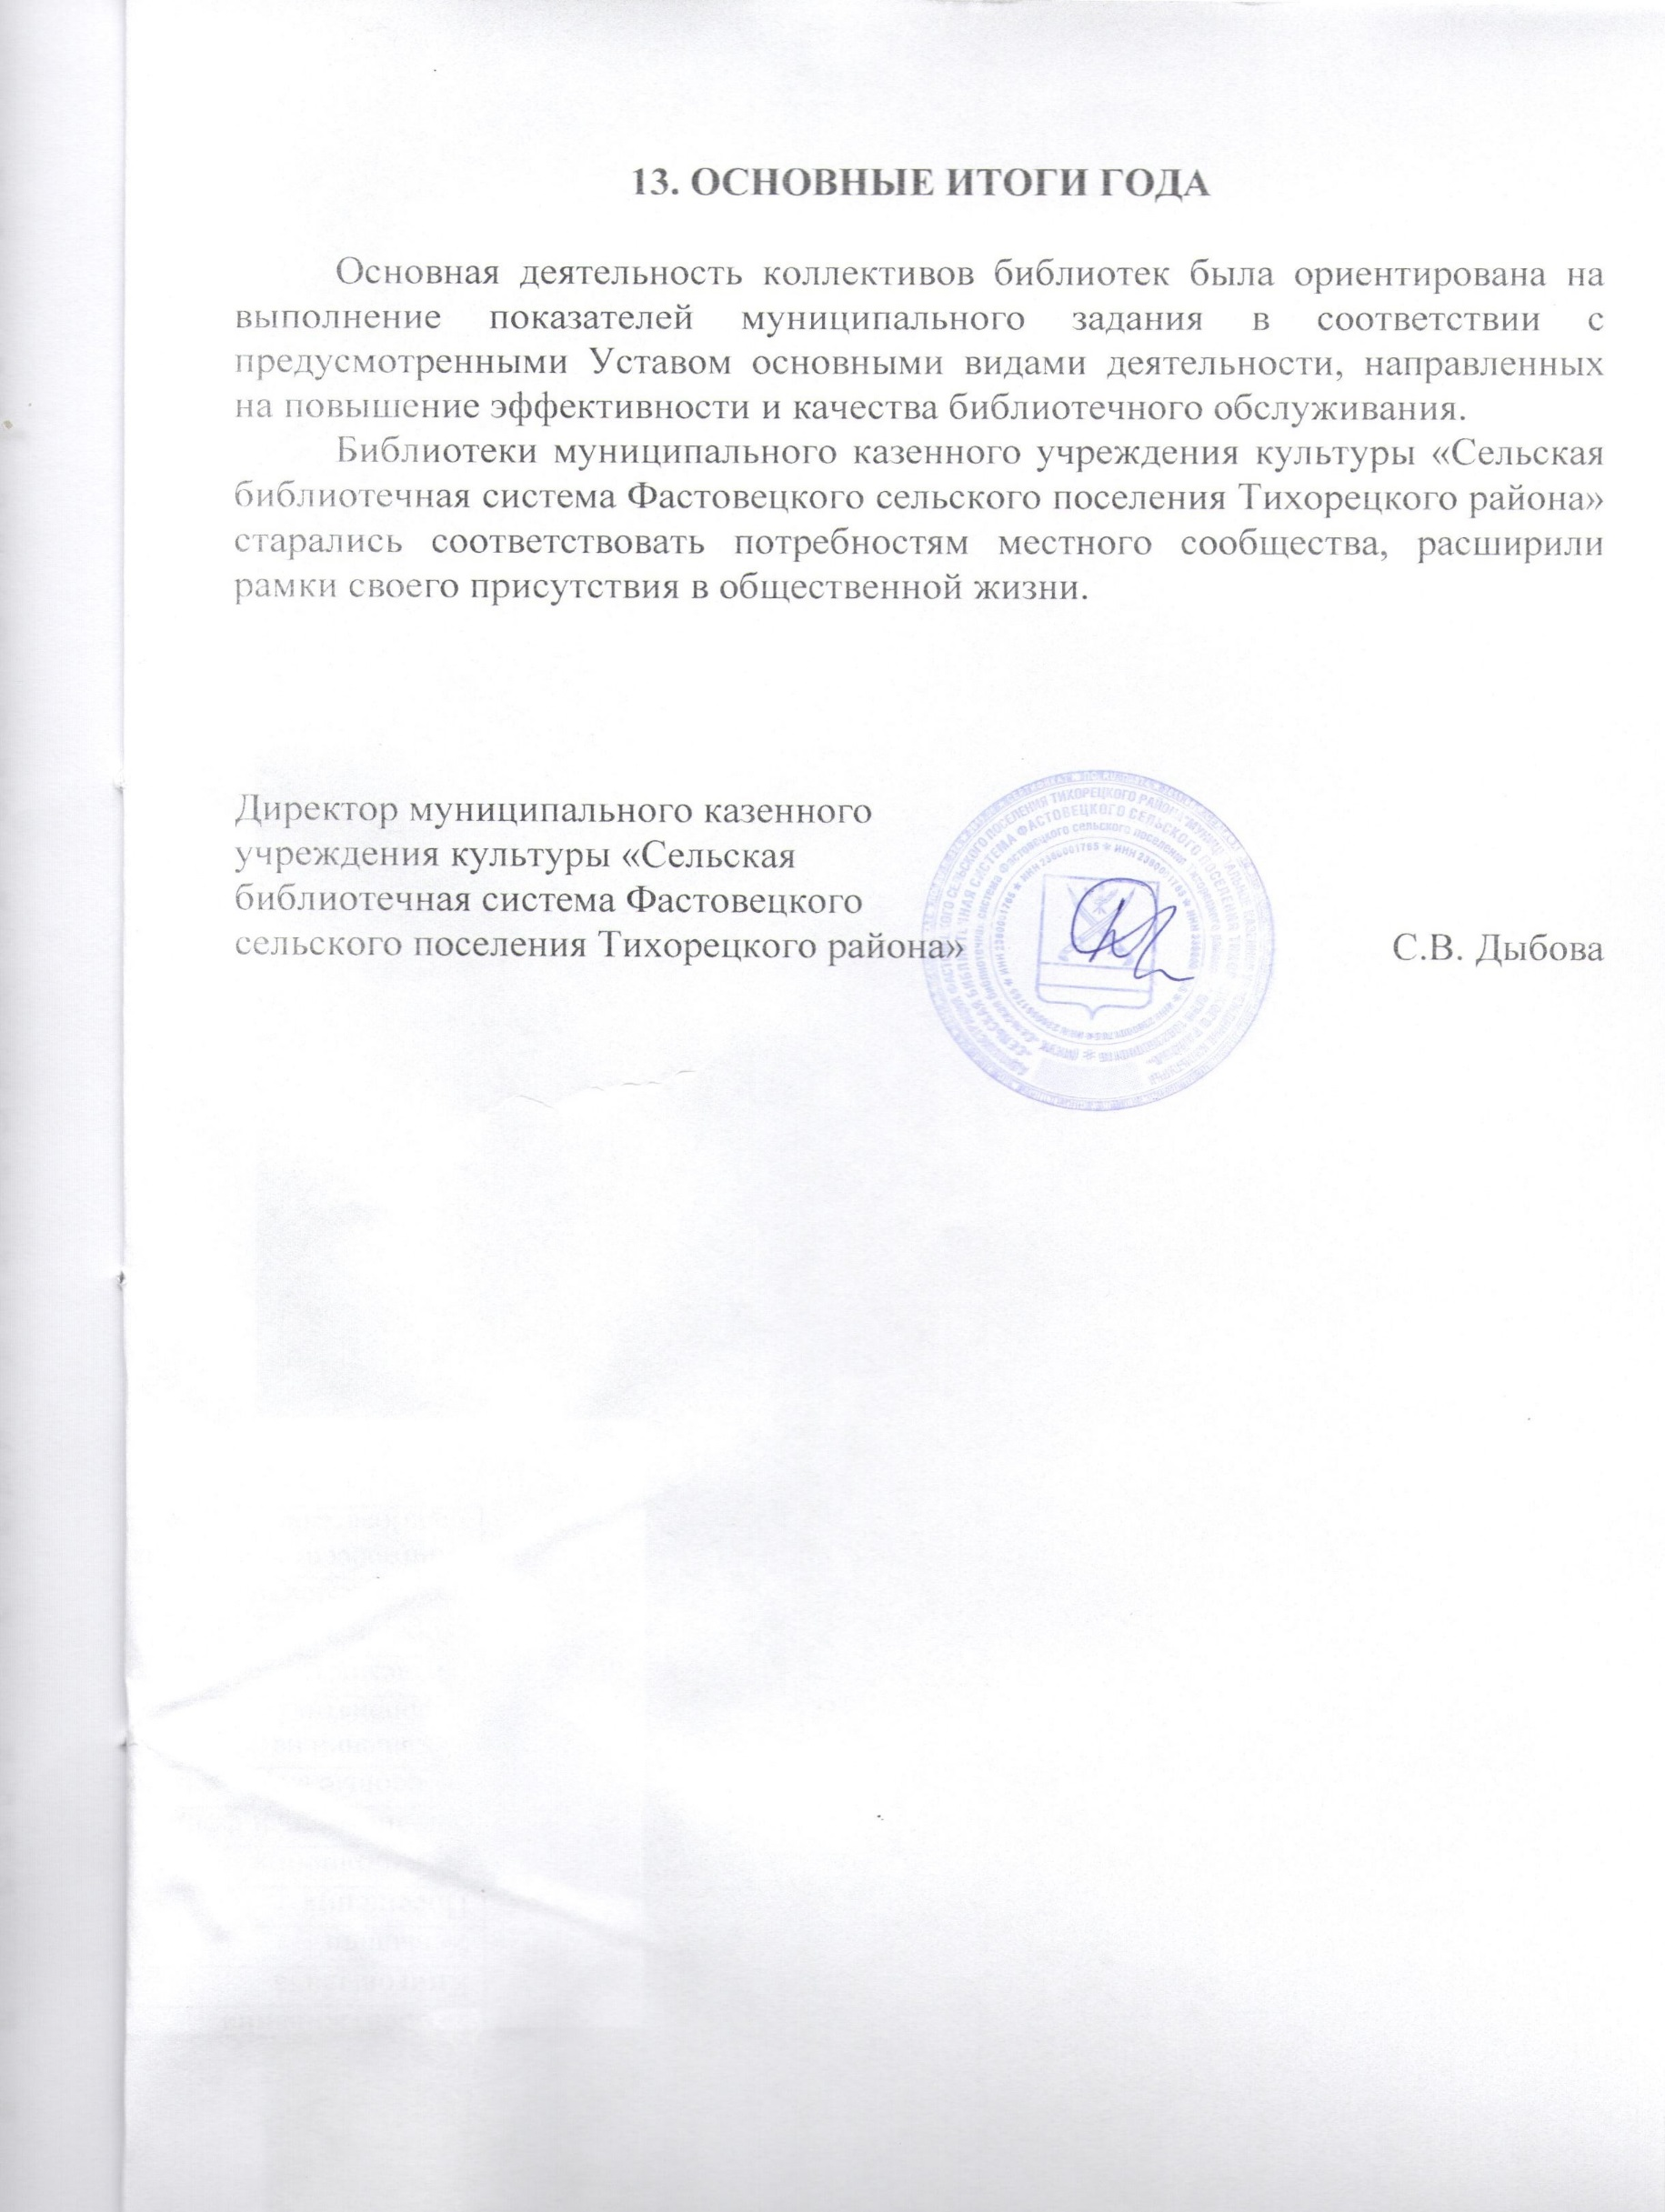 13. ОСНОВНЫЕ ИТОГИ ГОДА
Основная деятельность коллективов библиотек была ориентирована на
выполнение показателей муниципального задания в соответствии с
предусмотренными Уставом основными видами деятельности, направленных
на повышение эффективности и качества библиотечного обслуживания.
Библиотеки муниципального казенного учреждения культуры «Сельская
библиотечная система Фастовецкого сельского поселения Тихорецкого района»
старались соответствовать потребностям местного сообщества, расширили
рамки своего присутствия в общественной жизни.
Директор муниципального казенного
учреждения культуры «Сельская
библиотечная система Фастовецкого
сельского поселения Тихорецкого района»
С.В. Дыбова